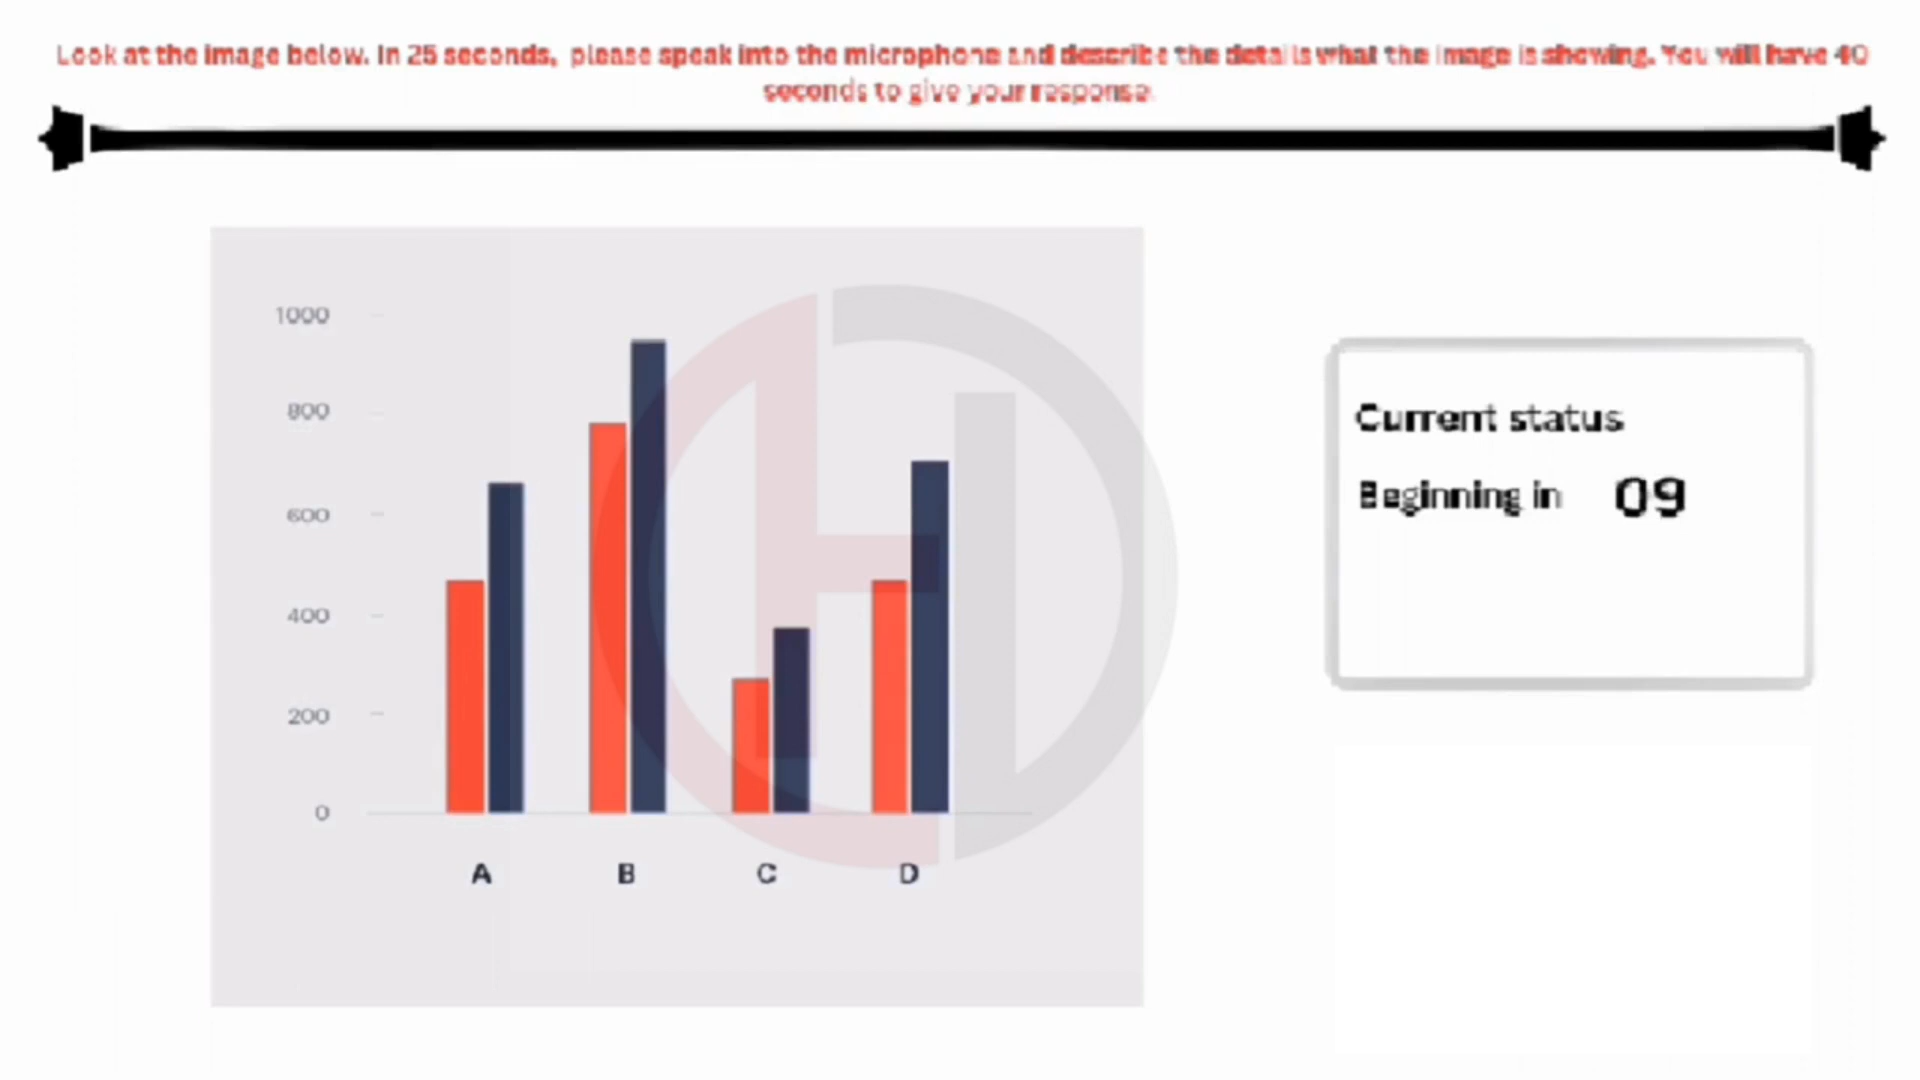 Look at the image below. In 25 seconds, please speak into the microphone and describe the details what the image is showing. You will have 40
seconds to give your response.
1000
800
600
400
200
0
A B C D
Current status
Beginning in 09